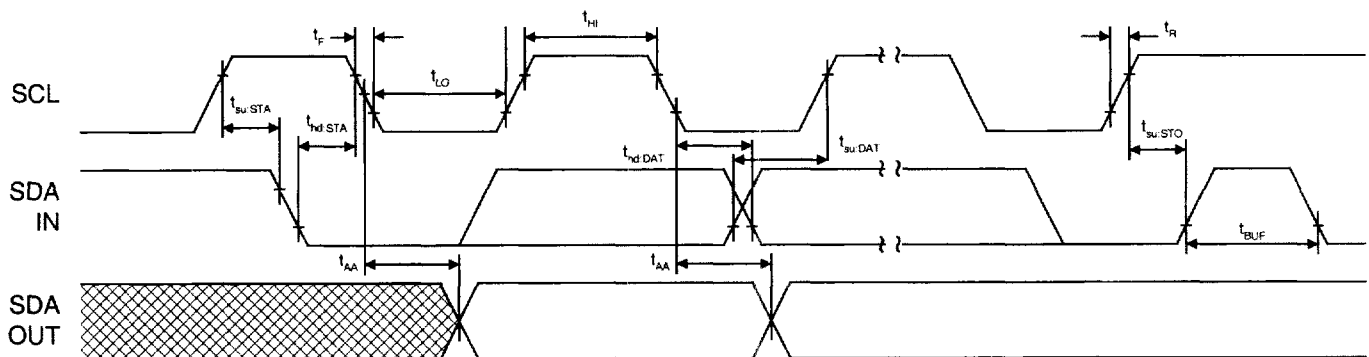 tF
tHI
tR
SCL
tLO
tsu:STA
thd:STA
thd:DAT
tsu:DAT
tsu:STO
SDA
IN
tBUF
tAA
tAA
SDA
OUT